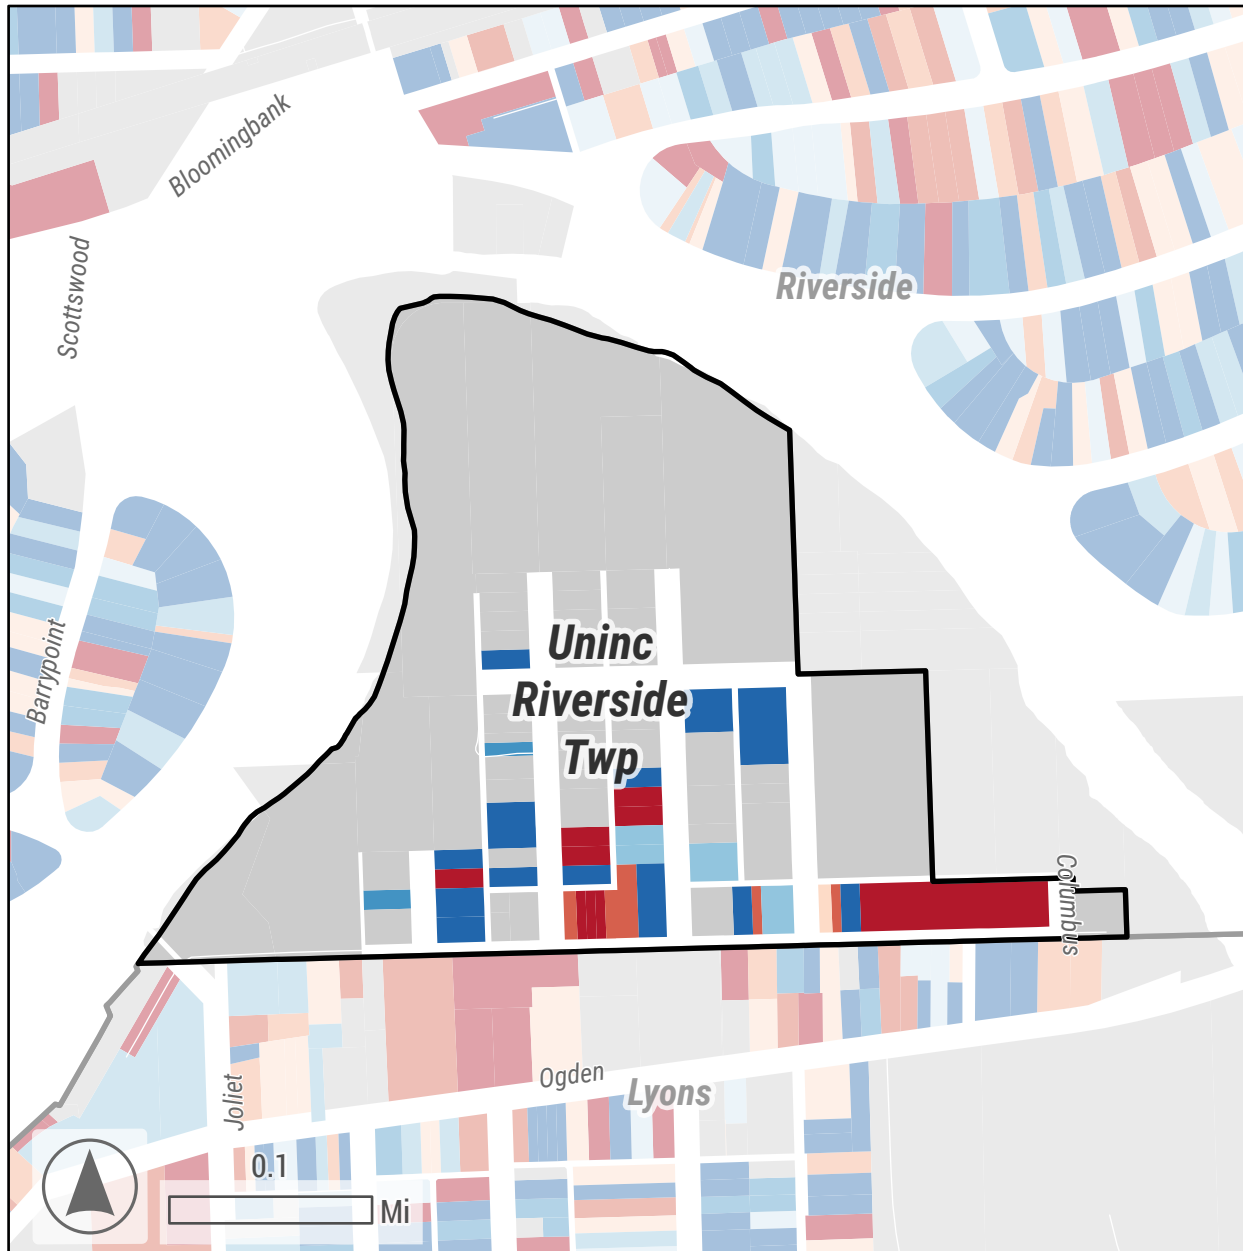 Bloomingbank
Scottswood
Riverside
Barrypoint
Uninc
Riverside
Twp
Columbus
Ogden
Lyons
Joliet
0.1
Mi